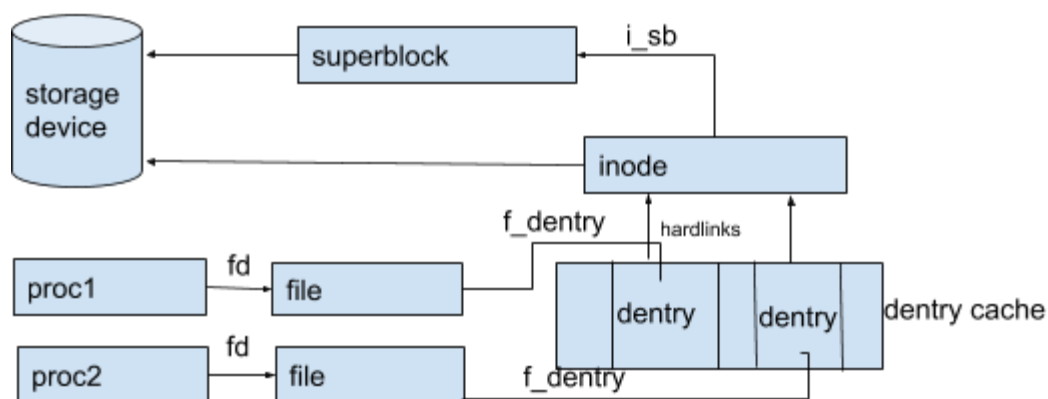 i_sb
superblock
storage
device
inode
f_dentry
hardlinks
fd
proc1
file
dentry
dentry
dentry cache
fd
proc2
file
f_dentry